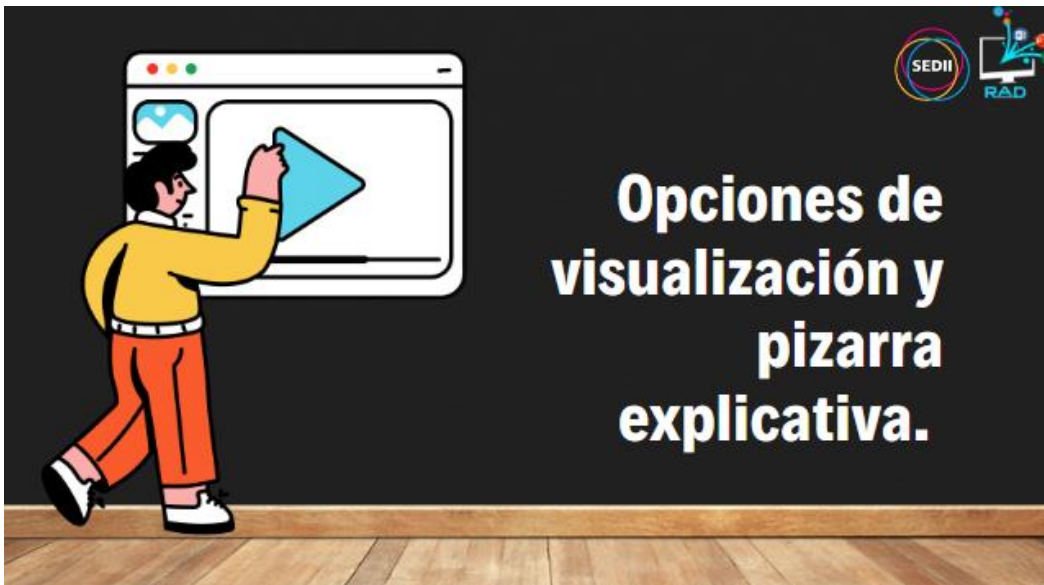 SEDII
RAD
Opciones de
visualización y
pizarra
explicativa.